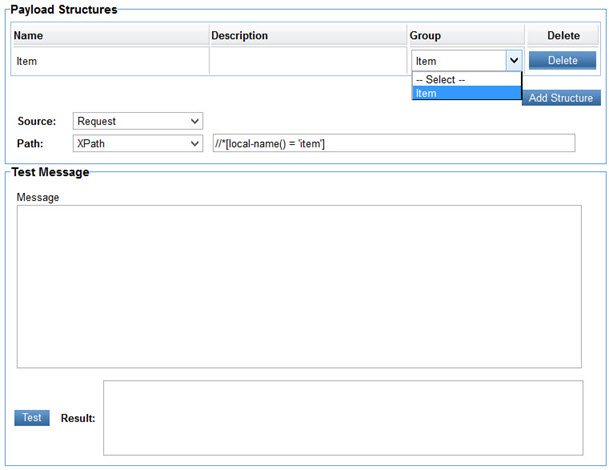 Payload Structures
Name Description Group Delete
Item Item Delete
-- Select --
Item
Add Structure
Source: Request
Path: XPath //*[local-name() = 'item']
Test Message
Message
Test Result: